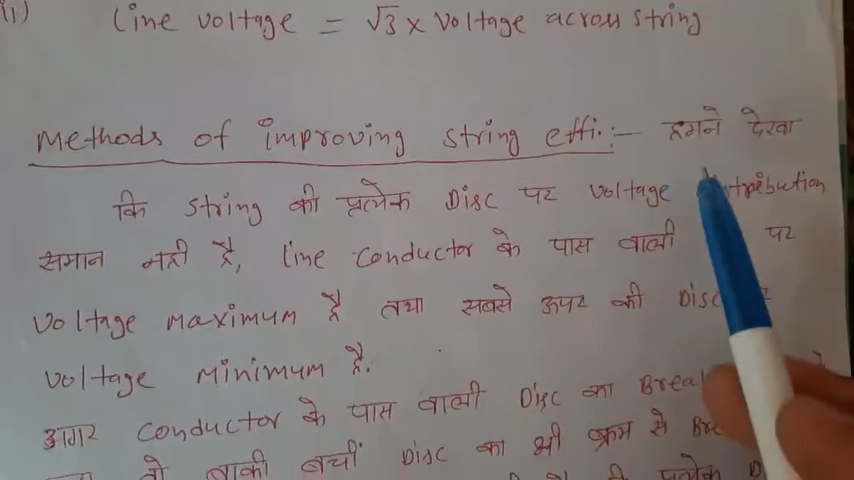 ii) Line voltage = √3 x voltage across string
Methods of improving string effi. :- हमने देखा
कि string की प्रत्येक Disc पर voltage
समान नही है, line conductor के पास वाली पर
voltage maximum है तथा सबसे ऊपर की Disc
voltage minimum है.
अगर conductor के पास वाली Disc का
तो बाकी बचीं Disc का भी क्रम से
प्रत्येक